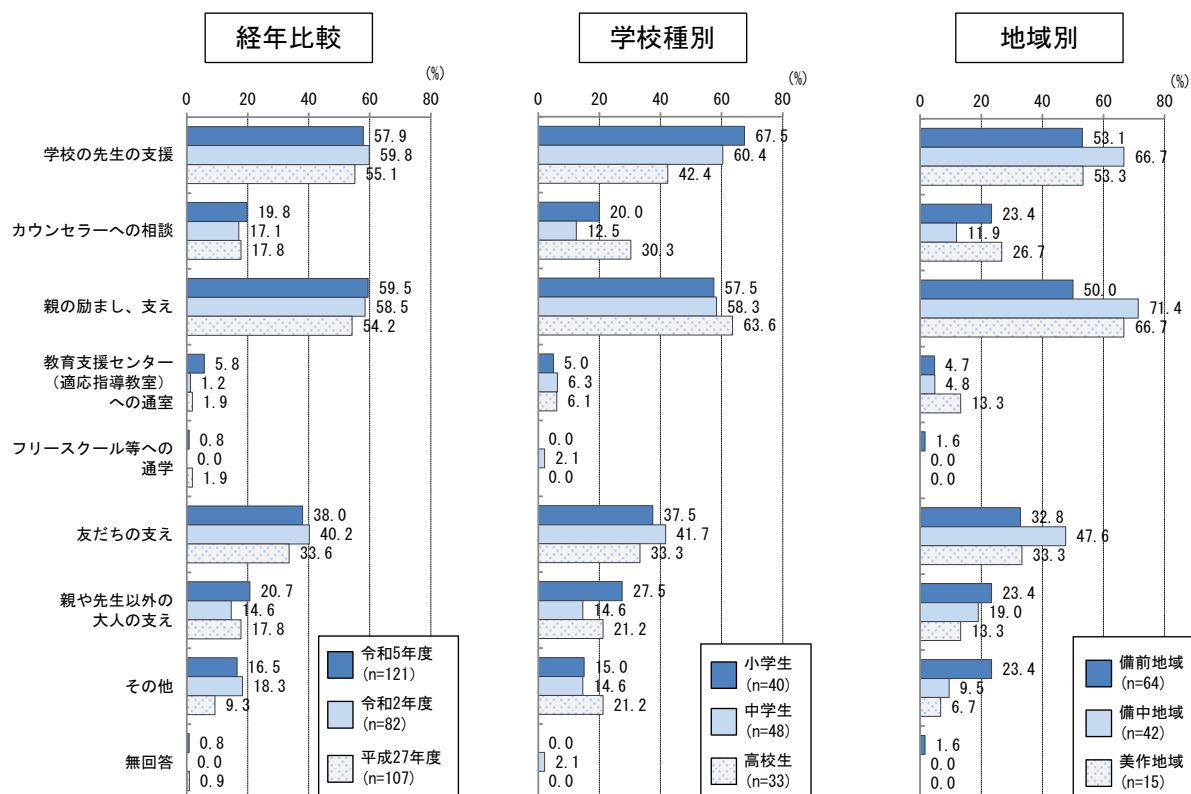 経年比較
学校種別
地域別
(%)
(%)
(%)
0 20 40 60 80
0 20 40 60 80
0 20 40 60 80
学校の先生の支援
57.9
59.8
55.1
67.5
60.4
42.4
53.1
66.7
53.3
カウンセラーへの相談
19.8
17.1
17.8
20.0
12.5
30.3
23.4
11.9
26.7
親の励まし、支え
59.5
58.5
54.2
57.5
58.3
63.6
50.0
71.4
66.7
教育支援センター
(適応指導教室)
への通室
5.8
1.2
1.9
5.0
6.3
6.1
4.7
4.8
13.3
フリースクール等への
通学
0.8
0.0
1.9
0.0
2.1
0.0
1.6
0.0
0.0
友だちの支え
38.0
40.2
33.6
37.5
41.7
33.3
32.8
47.6
33.3
親や先生以外の
大人の支え
20.7
14.6
17.8
27.5
14.6
21.2
23.4
19.0
13.3
その他
16.5
18.3
9.3
15.0
14.6
21.2
23.4
9.5
6.7
無回答
0.8
0.0
0.9
0.0
2.1
0.0
1.6
0.0
0.0
令和5年度
(n=121)
令和2年度
(n=82)
平成27年度
(n=107)
小学生
(n=40)
中学生
(n=48)
高校生
(n=33)
備前地域
(n=64)
備中地域
(n=42)
美作地域
(n=15)